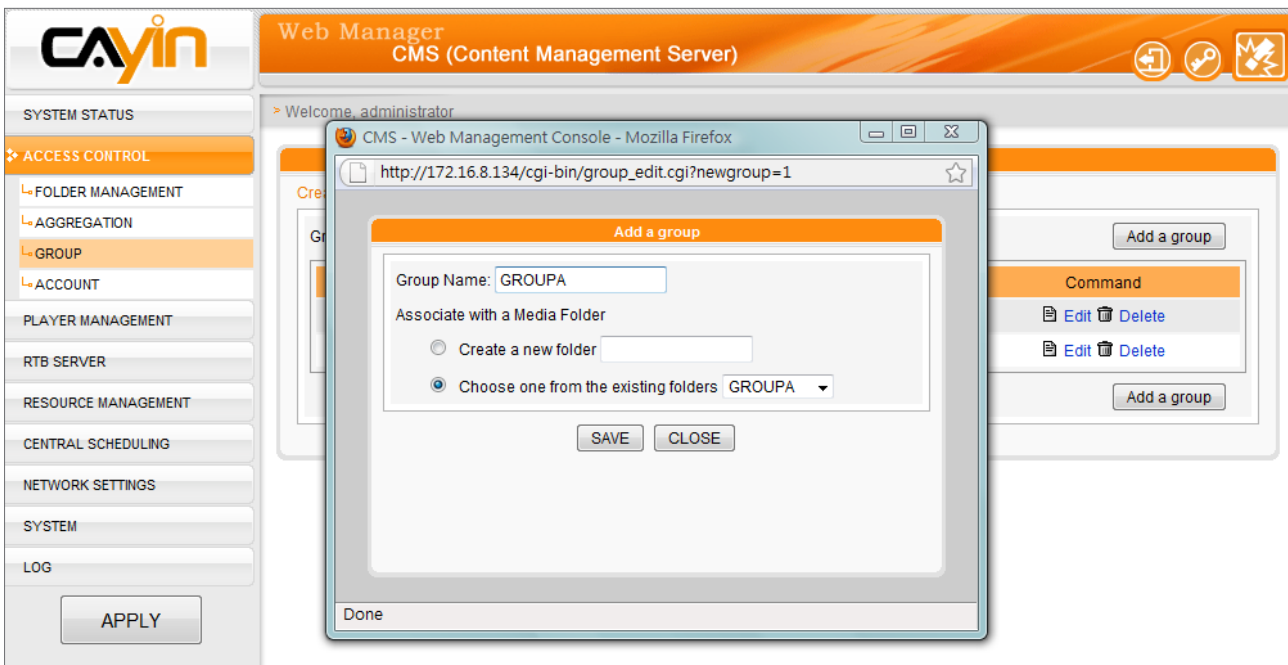 CAyin
Web Manager
CMS (Content Management Server)
SYSTEM STATUS
ACCESS CONTROL
FOLDER MANAGEMENT
AGGREGATION
GROUP
ACCOUNT
PLAYER MANAGEMENT
RTB SERVER
RESOURCE MANAGEMENT
CENTRAL SCHEDULING
NETWORK SETTINGS
SYSTEM
LOG
APPLY
> Welcome, administrator
CMS - Web Management Console - Mozilla Firefox
http://172.16.8.134/cgi-bin/group_edit.cgi?newgroup=1
Add a group
Group Name: GROUPA
Associate with a Media Folder
Create a new folder
Choose one from the existing folders GROUPA
SAVE CLOSE
Done
Add a group
Command
Edit Delete
Edit Delete
Add a group